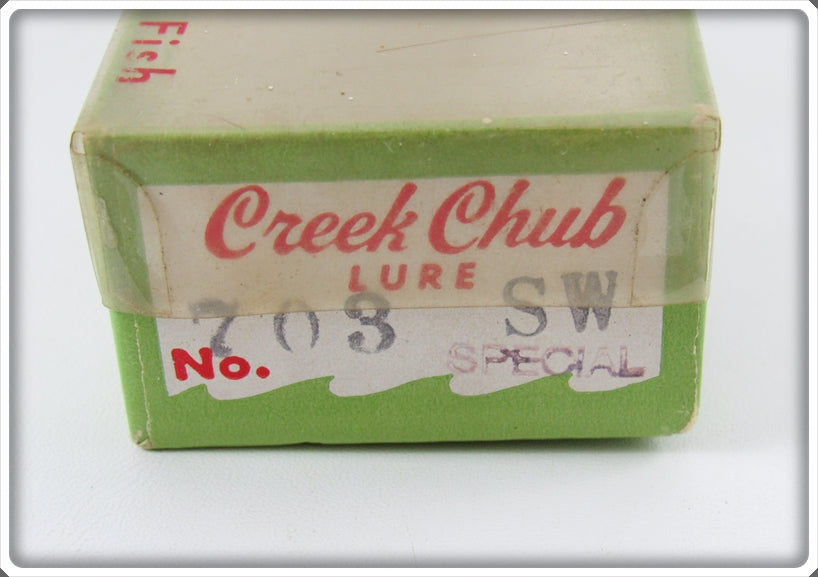 Fish
Creek Chub
LURE
703 SW
No. SPECIAL